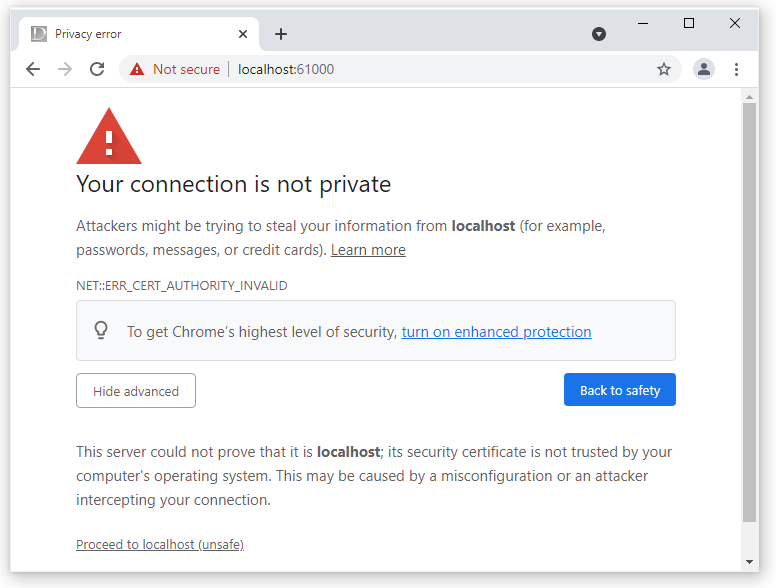 Privacy error
Not secure localhost:61000
Your connection is not private
Attackers might be trying to steal your information from localhost (for example,
passwords, messages, or credit cards). Learn more
NET::ERR_CERT_AUTHORITY_INVALID
To get Chrome's highest level of security, turn on enhanced protection
Hide advanced
Back to safety
This server could not prove that it is localhost; its security certificate is not trusted by your
computer's operating system. This may be caused by a misconfiguration or an attacker
intercepting your connection.
Proceed to localhost (unsafe)